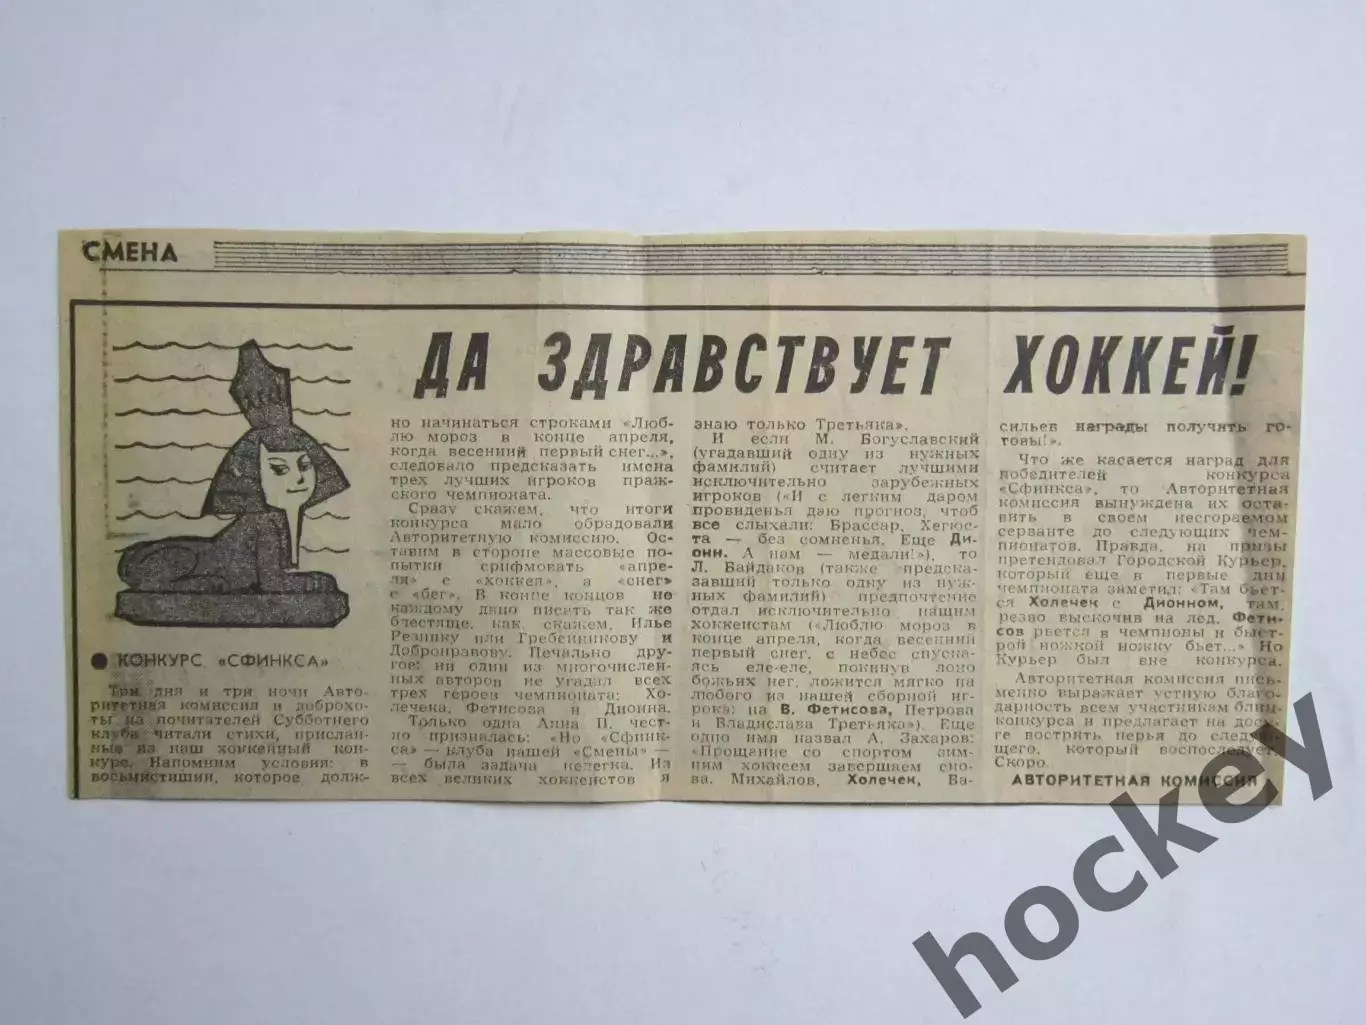 СМЕНА
ДА ЗДРАВСТВУЕТ ХОККЕЙ!
● КОНКУРС «СФИНКСА»
Три дня и три ночи Авто-
ритетная комиссия и доброхо-
ты из почитателей Субботнего
клуба читали стихи, прислан-
ные на наш хоккейный кон-
курс. Напомним условия: в
восьмистишии, которое долж-
но начинаться строками «Люб-
лю мороз в конце апреля,
когда весенний первый снег...»,
следовало предсказать имена
трех лучших игроков праж-
ского чемпионата.
Сразу скажем, что итоги
конкурса мало обрадовали
Авторитетную комиссию. Ос-
тавим в стороне массовые по-
пытки срифмовать «апре-
ля» с «хоккея», а «снег»
с «бег». В конце концов не
каждому дано писать так же
блестяще, как, скажем, Илье
Резнику или Гребенникову и
Добронравову. Печально дру-
гое: ни один из многочислен-
ных авторов не угадал всех
трех героев чемпионата: Хо-
лечека, Фетисова и Дионна.
Только одна Анна П. чест-
но призналась: «Но «Сфинк-
са» — клуба нашей «Смены» —
— была задача нелегка. Из
всех великих хоккеистов я
знаю только Третьяка».
И если М. Богуславский
(угадавший одну из нужных
фамилий) считает лучшими
исключительно зарубежных
игроков («И с легким даром
провиденья даю прогноз, чтоб
все слыхали: Брассар, Хегюс-
та — без сомненья. Еще Ди-
онн. А нам — медали!»), то
Л. Байдаков (также предска-
завший только одну из нуж-
ных фамилий) предпочтение
отдал исключительно нашим
хоккеистам («Люблю мороз в
конце апреля, когда весенний
первый снег, с небес спуска-
ясь еле-еле, покинув лоно
божьих нег, ложится мягко на
любого из нашей сборной иг-
рока: на В. Фетисова, Петрова
и Владислава Третьяка»). Еще
одно имя назвал А. Захаров:
«Прощание со спортом зим-
ним хоккеем завершаем сно-
ва. Михайлов, Холечек, Ва-
сильев награды получить го-
товы!».
Что же касается наград для
победителей конкурса
«Сфинкса», то Авторитетная
комиссия вынуждена их оста-
вить в своем несгораемом
серванте до следующих чем-
пионатов. Правда, на призы
претендовал Городской Курьер,
который еще в первые дни
чемпионата заметил: «Там бьет-
ся Холечек с Дионном, там,
резво выскочив на лед, Фети-
сов рвется в чемпионы и быст-
рой ножкой ножку бьет...» Но
Курьер был вне конкурса.
Авторитетная комиссия пись-
менно выражает устную благо-
дарность всем участникам блиц-
конкурса и предлагает на досу-
ге вострить перья до следую-
щего, который воспоследует.
Скоро.
АВТОРИТЕТНАЯ КОМИССИЯ
hockey